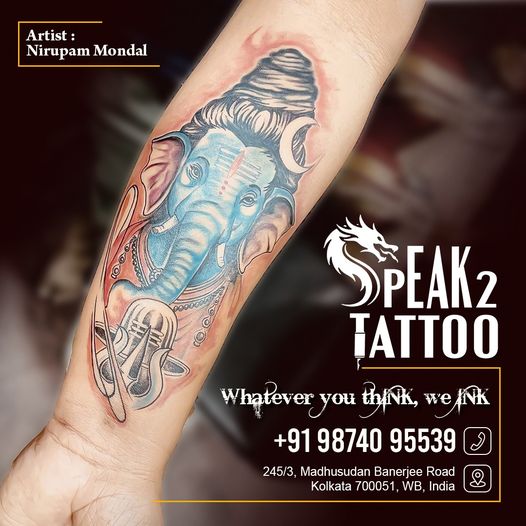 Artist :
Nirupam Mondal
SpEAK2
TATTOO
Whatever you thINK, we INK
+91 98740 95539
245/3, Madhusudan Banerjee Road
Kolkata 700051, WB, India